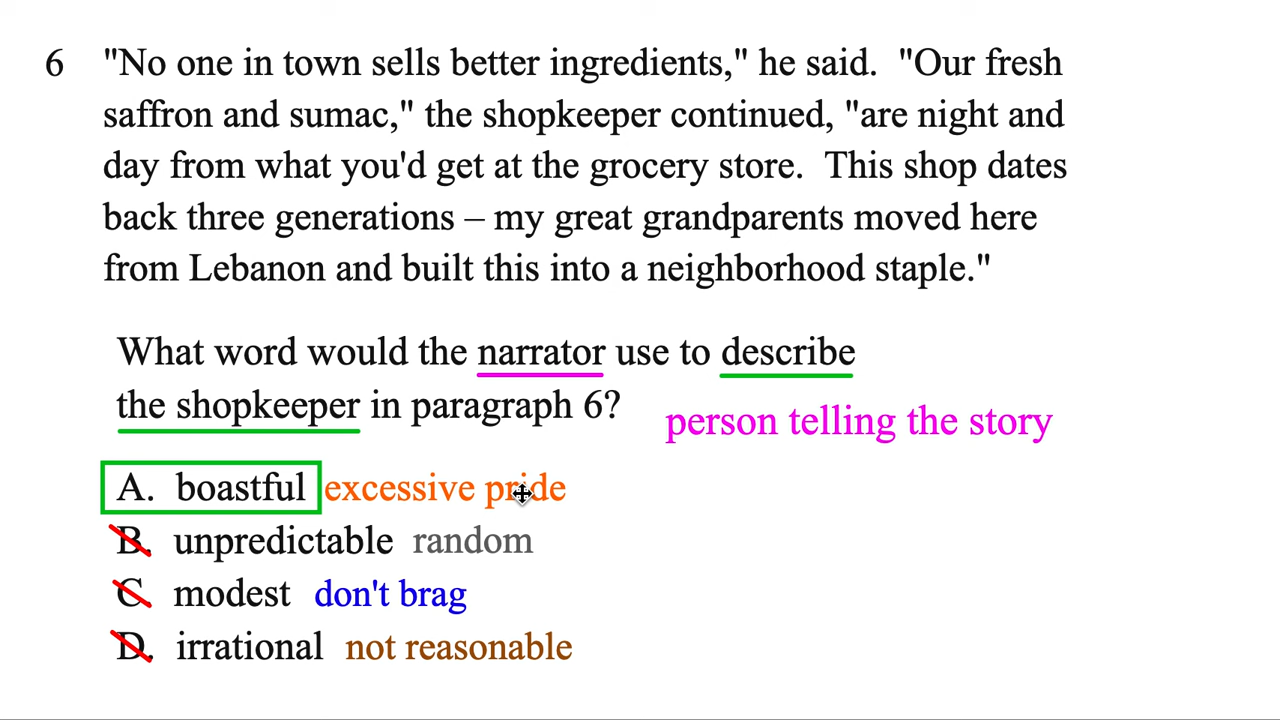 6 "No one in town sells better ingredients," he said. "Our fresh
saffron and sumac," the shopkeeper continued, "are night and
day from what you'd get at the grocery store. This shop dates
back three generations – my great grandparents moved here
from Lebanon and built this into a neighborhood staple."
What word would the narrator use to describe
the shopkeeper in paragraph 6?
person telling the story
A. boastful excessive pride
B. unpredictable random
C. modest don't brag
D. irrational not reasonable